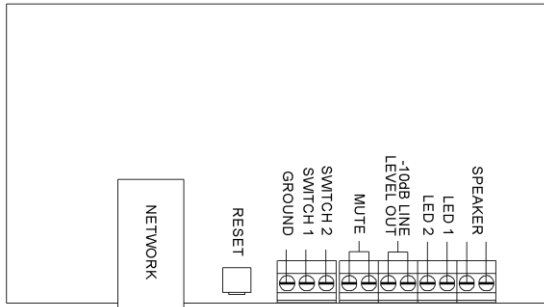 NETWORK
RESET
GROUND
SWITCH 1
SWITCH 2
MUTE
-10dB LINE
LEVEL OUT
LED 2
LED 1
SPEAKER